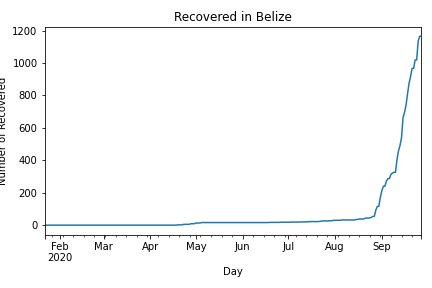 Recovered in Belize
Number of Recovered
1200
1000
800
600
400
200
0
Feb Mar Apr May Jun Jul Aug Sep
2020
Day